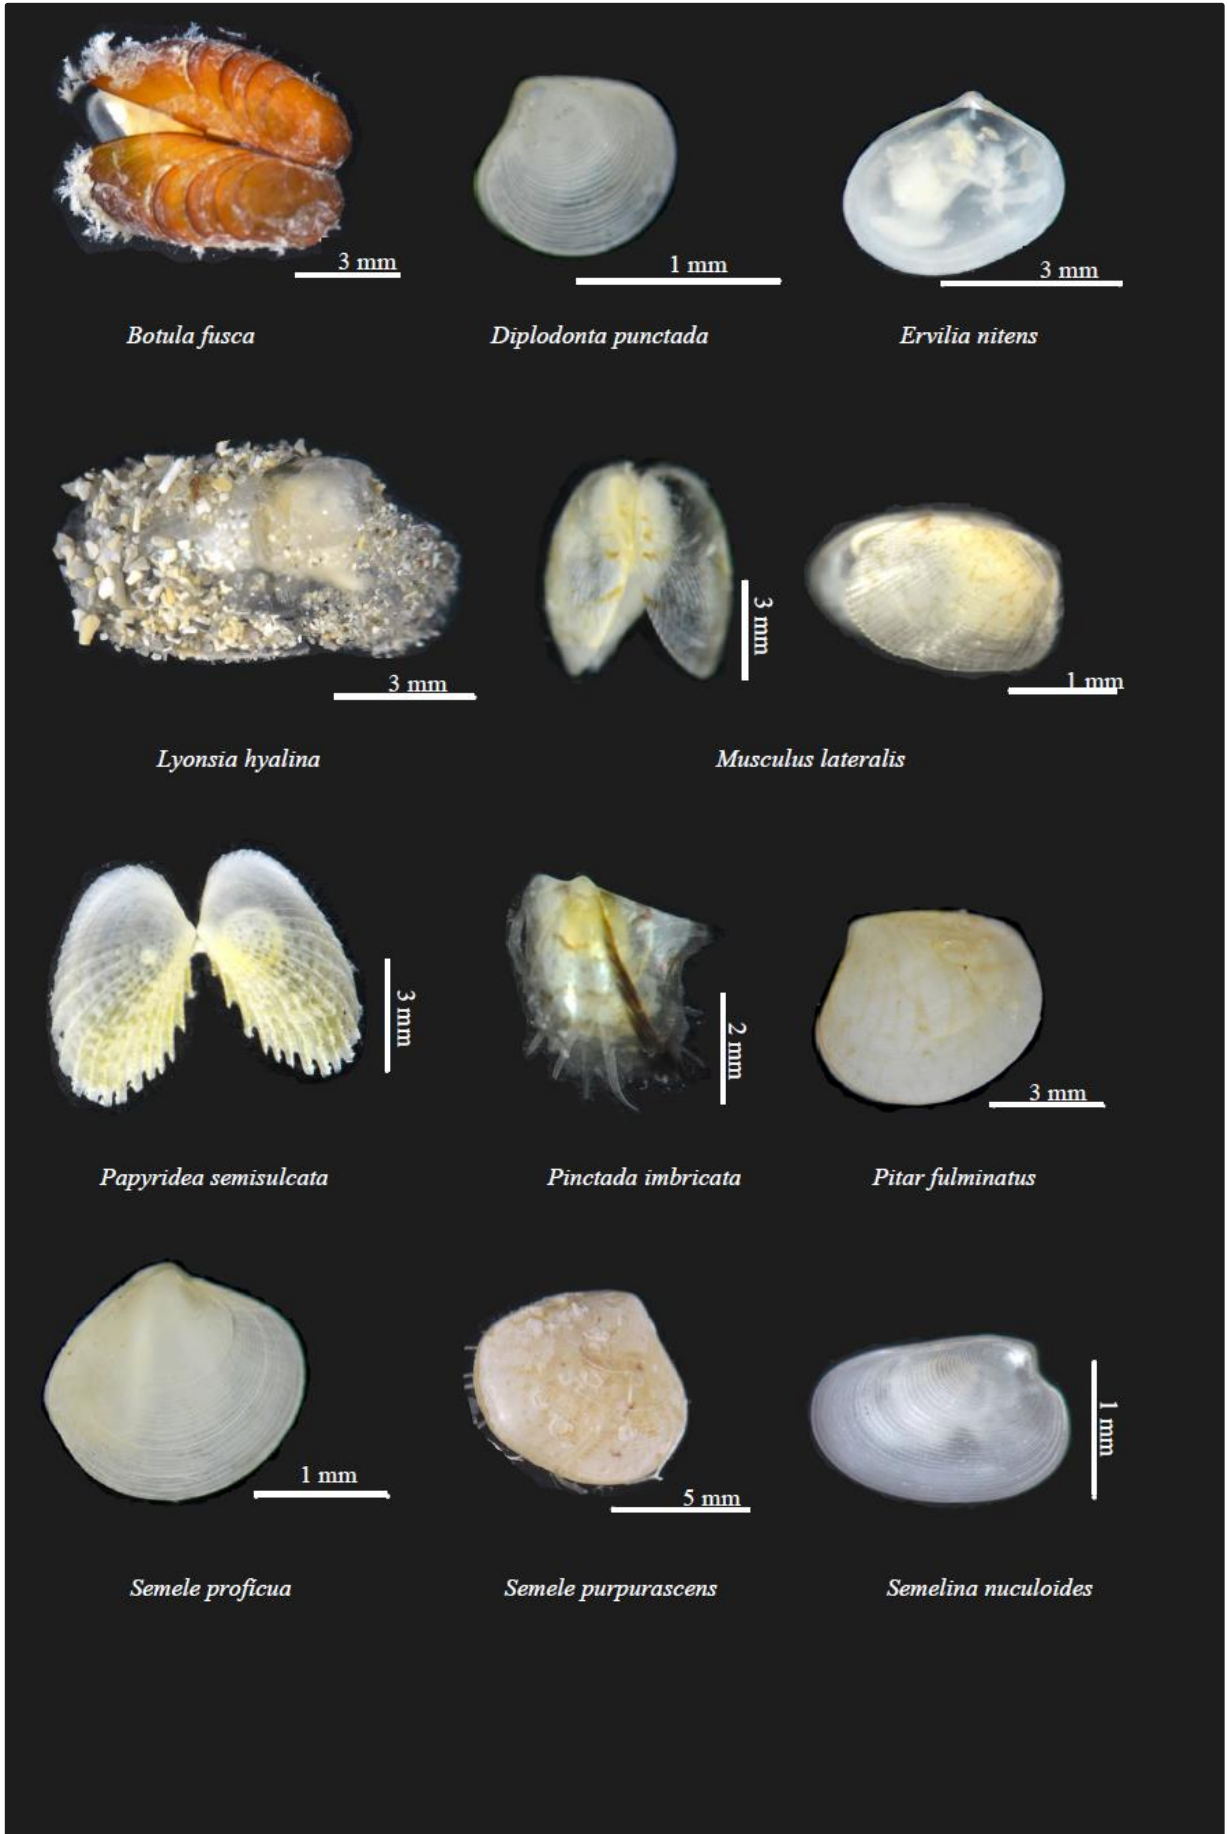 3 mm
1 mm
3 mm
Botula fusca
Diplodonta punctada
Ervilia nitens
3 mm
3 mm
1 mm
Lyonsia hyalina
Musculus lateralis
3 mm
2 mm
3 mm
Papyridea semisulcata
Pinctada imbricata
Pitar fulminatus
1 mm
5 mm
1 mm
Semele proficua
Semele purpurascens
Semelina nuculoides